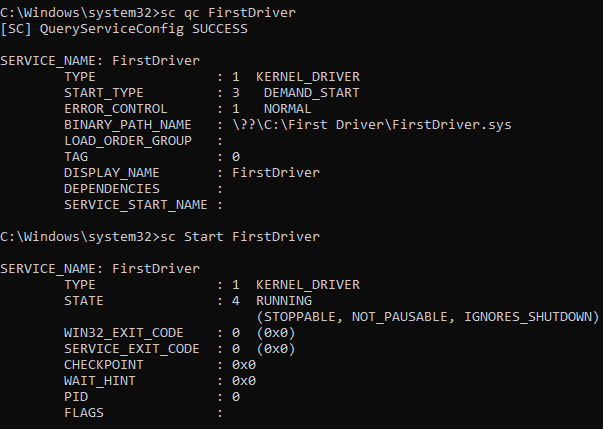 C:\Windows\system32>sc qc FirstDriver
[SC] QueryServiceConfig SUCCESS

SERVICE_NAME: FirstDriver
        TYPE               : 1  KERNEL_DRIVER
        START_TYPE         : 3   DEMAND_START
        ERROR_CONTROL      : 1   NORMAL
        BINARY_PATH_NAME   : \??\C:\First Driver\FirstDriver.sys
        LOAD_ORDER_GROUP   :
        TAG                : 0
        DISPLAY_NAME       : FirstDriver
        DEPENDENCIES       :
        SERVICE_START_NAME :

C:\Windows\system32>sc Start FirstDriver

SERVICE_NAME: FirstDriver
        TYPE               : 1  KERNEL_DRIVER
        STATE              : 4  RUNNING
                                (STOPPABLE, NOT_PAUSABLE, IGNORES_SHUTDOWN)
        WIN32_EXIT_CODE    : 0  (0x0)
        SERVICE_EXIT_CODE  : 0  (0x0)
        CHECKPOINT         : 0x0
        WAIT_HINT          : 0x0
        PID                : 0
        FLAGS              :